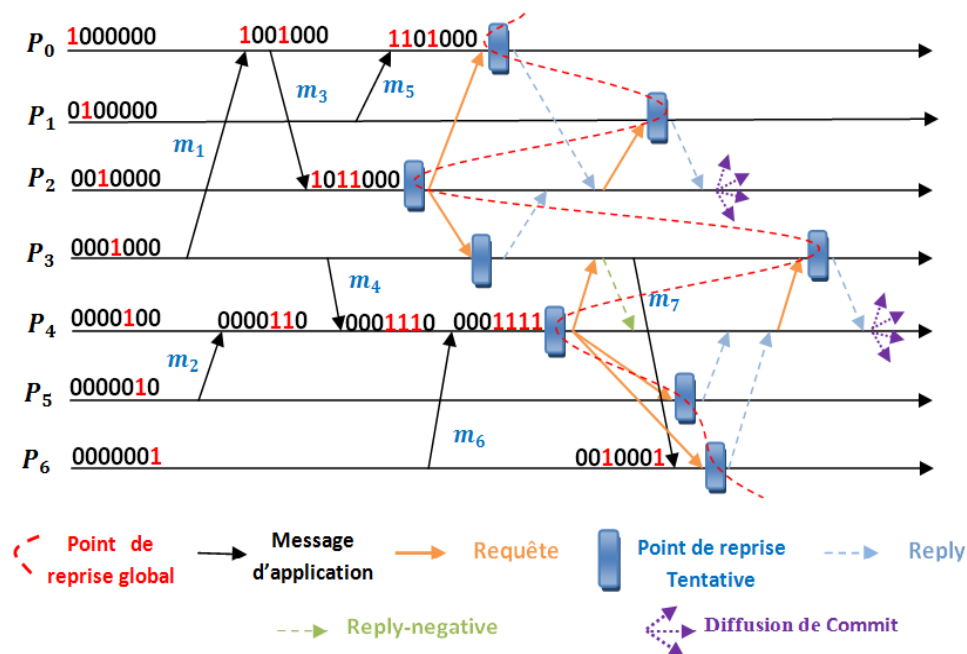 P0 1000000 1001000 1101000
m3 m5
P1 0100000
m1
P2 0010000 1011000
P3 0001000
m4 m7
P4 0000100 0000110 0001110 0001111
m2
P5 0000010
m6
P6 0000001 0010001
Point de reprise global
Message d'application
Requête
Point de reprise Tentative
Reply
Reply-negative
Diffusion de Commit